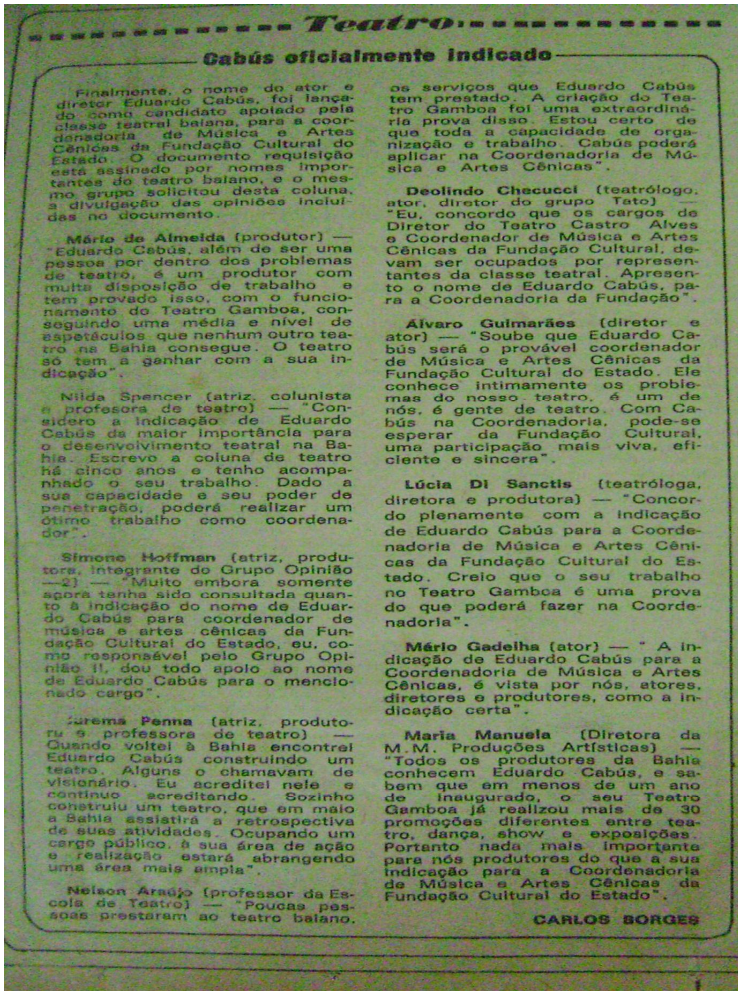 Teatro
Cabús oficialmente indicado
Finalmente, o nome do ator e
diretor Eduardo Cabús, foi lança-
do como candidato apoiado pela
classe teatral baiana, para a coor-
denadoria de Música e Artes
Cênicas da Fundação Cultural do
Estado. O documento requisição
está assinado por nomes impor-
tantes do teatro baiano, e o mes-
mo grupo solicitou desta coluna,
a divulgação das opiniões incluí-
das no documento.
Mário de Almeida (produtor) —
"Eduardo Cabús, além de ser uma
pessoa por dentro dos problemas
de teatro, é um produtor com
muita disposição de trabalho e
tem provado isso, com o funcio-
namento do Teatro Gamboa, con-
seguindo uma média e nível de
espetáculos que nenhum outro tea-
tro na Bahia consegue. O teatro
só tem a ganhar com a sua in-
dicação".
Nilda Spencer (atriz, colunista
e profesora de teatro) — "Con-
sidero a indicação de Eduardo
Cabús da maior importância para
o desenvolvimento teatral na Ba-
hia. Escrevo a coluna de teatro
há cinco anos e tenho acompa-
nhado o seu trabalho. Dado a
sua capacidade e seu poder de
penetração, poderá realizar um
ótimo trabalho como coordena-
dor".
Simone Hoffman (atriz, produ-
tora, integrante do Grupo Opinião
—2) — "Muito embora somente
agora tenha sido consultada quan-
to à indicação do nome de Eduar-
do Cabús para coordenador de
música e artes cênicas da Fun-
dação Cultural do Estado, eu, co-
mo responsável pelo Grupo Opi-
nião II, dou todo apoio ao nome
de Eduardo Cabús para o mencio-
nado cargo".
Jurema Penna (atriz, produto-
ra e professora de teatro) —
Quando voltei à Bahia encontrei
Eduardo Cabús construindo um
teatro. Alguns o chamavam de
visionário. Eu acreditei nele e
continuo acreditando. Sozinho
construiu um teatro, que em maio
a Bahia assistirá a retrospectiva
de suas atividades. Ocupando um
cargo público, a sua área de ação
e realização estará abrangendo
uma área mais ampla".
Nelson Araújo (professor da Es-
cola de Teatro) — "Poucas pes-
soas prestaram ao teatro baiano,
os serviços que Eduardo Cabús
tem prestado. A criação do Tea-
tro Gamboa foi uma extraordiná-
ria prova disso. Estou certo de
que toda a capacidade de orga-
nização e trabalho. Cabús poderá
aplicar na Coordenadoria de Mú-
sica e Artes Cênicas".
Deolindo Checucci (teatrólogo,
ator, diretor do grupo Tato) —
"Eu, concordo que os cargos de
Diretor do Teatro Castro Alves
e Coordenador de Música e Artes
Cênicas da Fundação Cultural, de-
vam ser ocupados por represen-
tantes da classe teatral. Apresen-
to o nome de Eduardo Cabús, pa-
ra a Coordenadoria da Fundação".
Álvaro Guimarães (diretor e
ator) — "Soube que Eduardo Ca-
bús será o provável coordenador
de Música e Artes Cênicas da
Fundação Cultural do Estado. Ele
conhece intimamente os proble-
mas do nosso teatro, é um de
nós, é gente de teatro. Com Ca-
bús na Coordenadoria, pode-se
esperar da Fundação Cultural,
uma participação mais viva, efi-
ciente e sincera".
Lúcia Di Sanctis (teatróloga,
diretora e produtora) — "Concor-
do plenamente com a indicação
de Eduardo Cabús para a Coorde-
nadoria de Música e Artes Cêni-
cas da Fundação Cultural do Es-
tado. Creio que o seu trabalho
no Teatro Gamboa é uma prova
do que poderá fazer na Coorde-
nadoria".
Mário Gadelha (ator) — " A in-
dicação de Eduardo Cabús para a
Coordenadoria de Música e Artes
Cênicas, é vista por nós, atores,
diretores e produtores, como a in-
dicação certa".
Maria Manuela (Diretora da
M.M. Produções Artísticas) —
"Todos os produtores da Bahia
conhecem Eduardo Cabús, e sa-
bem que em menos de um ano
de inaugurado, o seu Teatro
Gamboa já realizou mais de 30
promoções diferentes entre tea-
tro, dança, show e exposições.
Portanto nada mais importante
para nós produtores do que a sua
indicação para a Coordenadoria
de Música e Artes Cênicas da
Fundação Cultural do Estado".
CARLOS BORGES
1